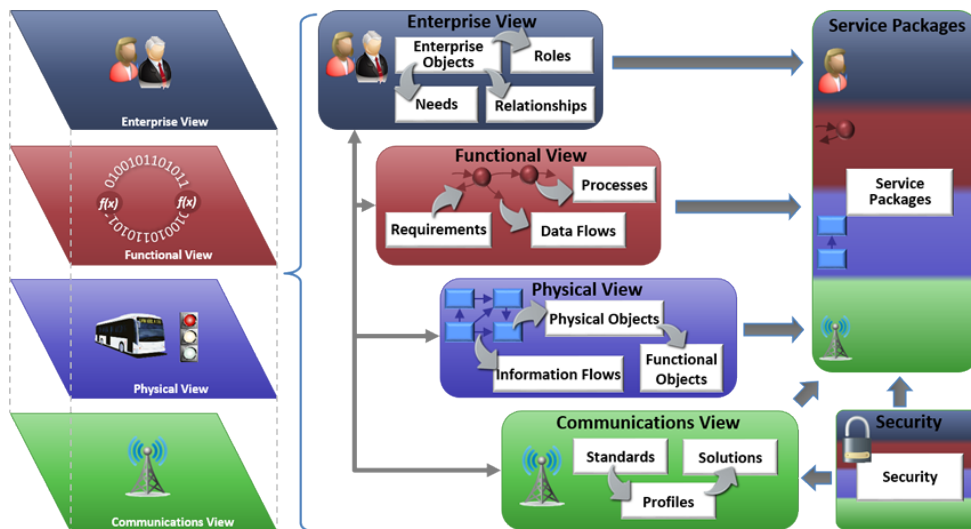 Enterprise View
0100101101011
f(x)
f(x)
Functional View
Physical View
Communications View
Enterprise View
Enterprise
Objects
Roles
Needs
Relationships
Functional View
Processes
Requirements
Data Flows
Physical View
Physical Objects
Information Flows
Functional
Objects
Communications View
Standards
Solutions
Profiles
Service Packages
Service
Packages
Security
Security